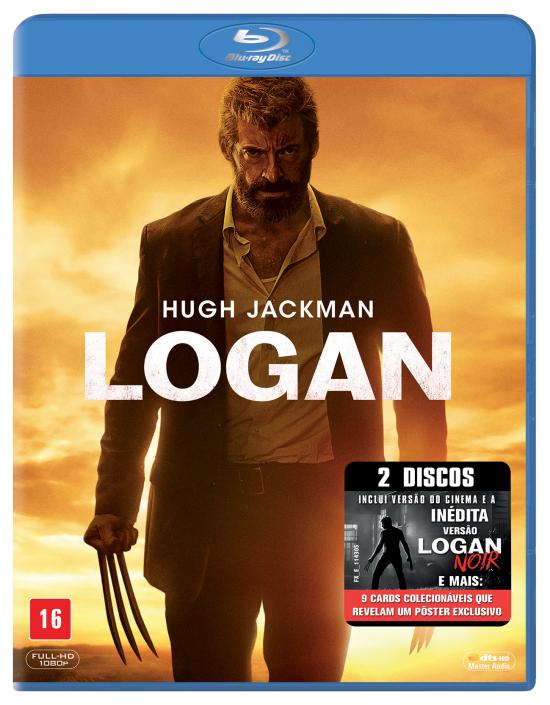 Blu-ray Disc
HUGH JACKMAN
LOGAN
2 DISCOS
INCLUI VERSÃO DO CINEMA E A
INÉDITA
VERSÃO
LOGAN
NOIR
E MAIS:
9 CARDS COLECIONÁVEIS QUE
REVELAM UM PÔSTER EXCLUSIVO
FX_E_114305
16
FULL-HD
1080P
dts-HD
Master Audio